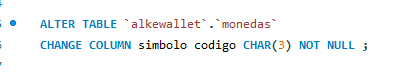 ALTER TABLE `alkewallet`.`monedas`
CHANGE COLUMN simbolo codigo CHAR(3) NOT NULL ;